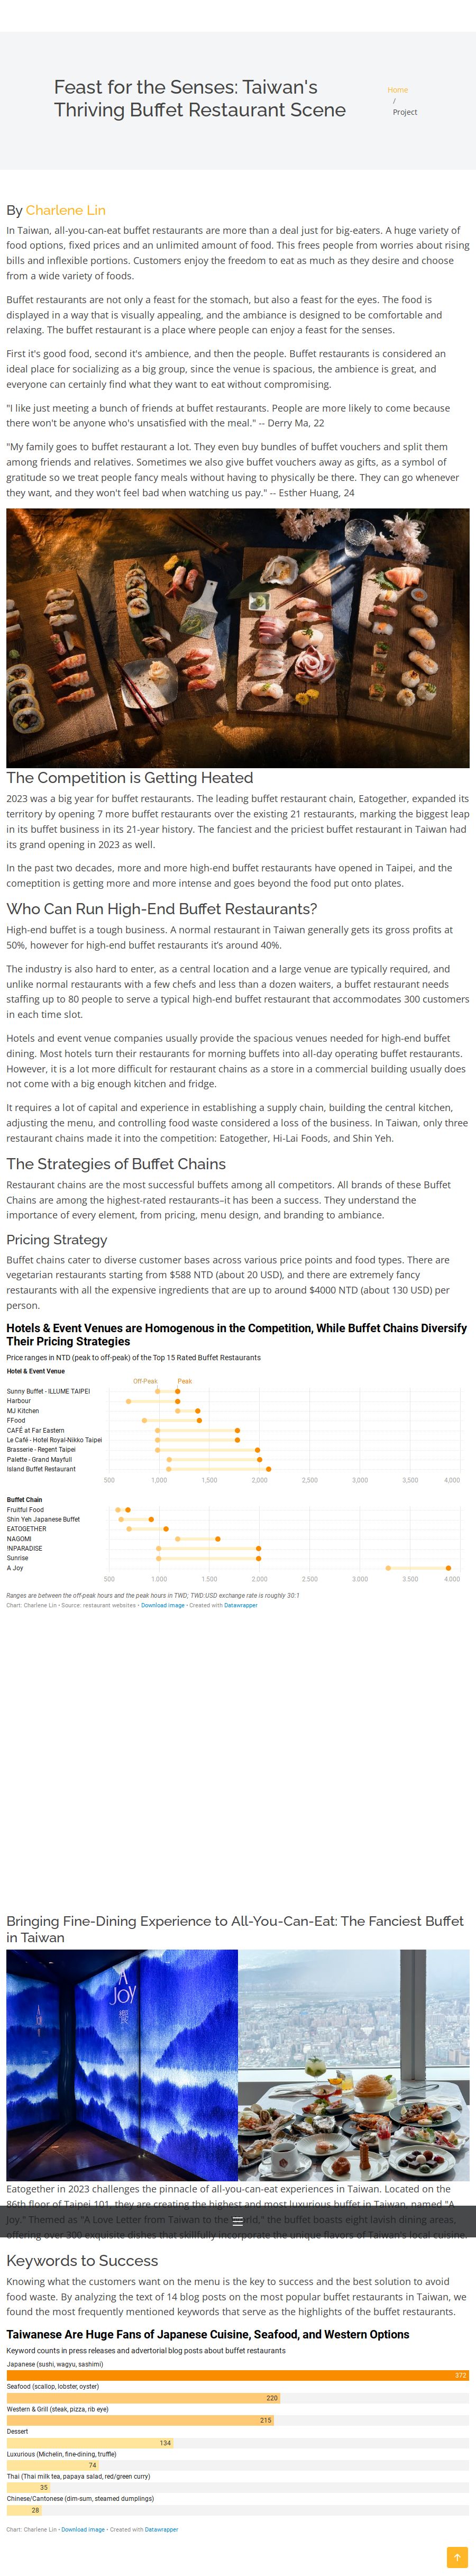 Feast for the Senses: Taiwan's
Thriving Buffet Restaurant Scene
Home
/
Project
By Charlene Lin
In Taiwan, all-you-can-eat buffet restaurants are more than a deal just for big-eaters. A huge variety of
food options, fixed prices and an unlimited amount of food. This frees people from worries about rising
bills and inflexible portions. Customers enjoy the freedom to eat as much as they desire and choose
from a wide variety of foods.
Buffet restaurants are not only a feast for the stomach, but also a feast for the eyes. The food is
displayed in a way that is visually appealing, and the ambiance is designed to be comfortable and
relaxing. The buffet restaurant is a place where people can enjoy a feast for the senses.
First it's good food, second it's ambience, and then the people. Buffet restaurants is considered an
ideal place for socializing as a big group, since the venue is spacious, the ambience is great, and
everyone can certainly find what they want to eat without compromising.
"I like just meeting a bunch of friends at buffet restaurants. People are more likely to come because
there won't be anyone who's unsatisfied with the meal." -- Derry Ma, 22
"My family goes to buffet restaurant a lot. They even buy bundles of buffet vouchers and split them
among friends and relatives. Sometimes we also give buffet vouchers away as gifts, as a symbol of
gratitude so we treat people fancy meals without having to physically be there. They can go whenever
they want, and they won't feel bad when watching us pay." -- Esther Huang, 24
The Competition is Getting Heated
2023 was a big year for buffet restaurants. The leading buffet restaurant chain, Eatogether, expanded its
territory by opening 7 more buffet restaurants over the existing 21 restaurants, marking the biggest leap
in its buffet business in its 21-year history. The fanciest and the priciest buffet restaurant in Taiwan had
its grand opening in 2023 as well.
In the past two decades, more and more high-end buffet restaurants have opened in Taipei, and the
comeptition is getting more and more intense and goes beyond the food put onto plates.
Who Can Run High-End Buffet Restaurants?
High-end buffet is a tough business. A normal restaurant in Taiwan generally gets its gross profits at
50%, however for high-end buffet restaurants it's around 40%.
The industry is also hard to enter, as a central location and a large venue are typically required, and
unlike normal restaurants with a few chefs and less than a dozen waiters, a buffet restaurant needs
staffing up to 80 people to serve a typical high-end buffet restaurant that accommodates 300 customers
in each time slot.
Hotels and event venue companies usually provide the spacious venues needed for high-end buffet
dining. Most hotels turn their restaurants for morning buffets into all-day operating buffet restaurants.
However, it is a lot more difficult for restaurant chains as a store in a commercial building usually does
not come with a big enough kitchen and fridge.
It requires a lot of capital and experience in establishing a supply chain, building the central kitchen,
adjusting the menu, and controlling food waste considered a loss of the business. In Taiwan, only three
restaurant chains made it into the competition: Eatogether, Hi-Lai Foods, and Shin Yeh.
The Strategies of Buffet Chains
Restaurant chains are the most successful buffets among all competitors. All brands of these Buffet
Chains are among the highest-rated restaurants–it has been a success. They understand the
importance of every element, from pricing, menu design, and branding to ambiance.
Pricing Strategy
Buffet chains cater to diverse customer bases across various price points and food types. There are
vegetarian restaurants starting from $588 NTD (about 20 USD), and there are extremely fancy
restaurants with all the expensive ingredients that are up to around $4000 NTD (about 130 USD) per
person.
Hotels & Event Venues are Homogenous in the Competition, While Buffet Chains Diversify
Their Pricing Strategies
Price ranges in NTD (peak to off-peak) of the Top 15 Rated Buffet Restaurants
Hotel & Event Venue
Off-Peak Peak
Sunny Buffet - ILLUME TAIPEI
Harbour
MJ Kitchen
FFood
CAFÉ at Far Eastern
Le Café - Hotel Royal-Nikko Taipei
Brasserie - Regent Taipei
Palette - Grand Mayfull
Island Buffet Restaurant
500 1,000 1,500 2,000 2,500 3,000 3,500 4,000
Buffet Chain
Fruitful Food
Shin Yeh Japanese Buffet
EATOGETHER
NAGOMI
!NPARADISE
Sunrise
A Joy
500 1,000 1,500 2,000 2,500 3,000 3,500 4,000
Ranges are between the off-peak hours and the peak hours in TWD; TWD:USD exchange rate is roughly 30:1
Chart: Charlene Lin • Source: restaurant websites • Download image • Created with Datawrapper
Bringing Fine-Dining Experience to All-You-Can-Eat: The Fanciest Buffet
in Taiwan
A JOY
饗
Eatogether in 2023 challenges the pinnacle of all-you-can-eat experiences in Taiwan. Located on the
86th floor of Taipei 101, they are creating the highest and most luxurious buffet in Taiwan, named "A
Joy." Themed as "A Love Letter from Taiwan to the World," the buffet boasts eight lavish dining areas,
offering over 300 exquisite dishes that skillfully incorporate the unique flavors of Taiwan's local cuisine.
Keywords to Success
Knowing what the customers want on the menu is the key to success and the best solution to avoid
food waste. By analyzing the text of 14 blog posts on the most popular buffet restaurants in Taiwan, we
found the most frequently mentioned keywords that serve as the highlights of the buffet restaurants.
Taiwanese Are Huge Fans of Japanese Cuisine, Seafood, and Western Options
Keyword counts in press releases and advertorial blog posts about buffet restaurants
Japanese (sushi, wagyu, sashimi)
372
Seafood (scallop, lobster, oyster)
220
Western & Grill (steak, pizza, rib eye)
215
Dessert
134
Luxurious (Michelin, fine-dining, truffle)
74
Thai (Thai milk tea, papaya salad, red/green curry)
35
Chinese/Cantonese (dim-sum, steamed dumplings)
28
Chart: Charlene Lin • Download image • Created with Datawrapper